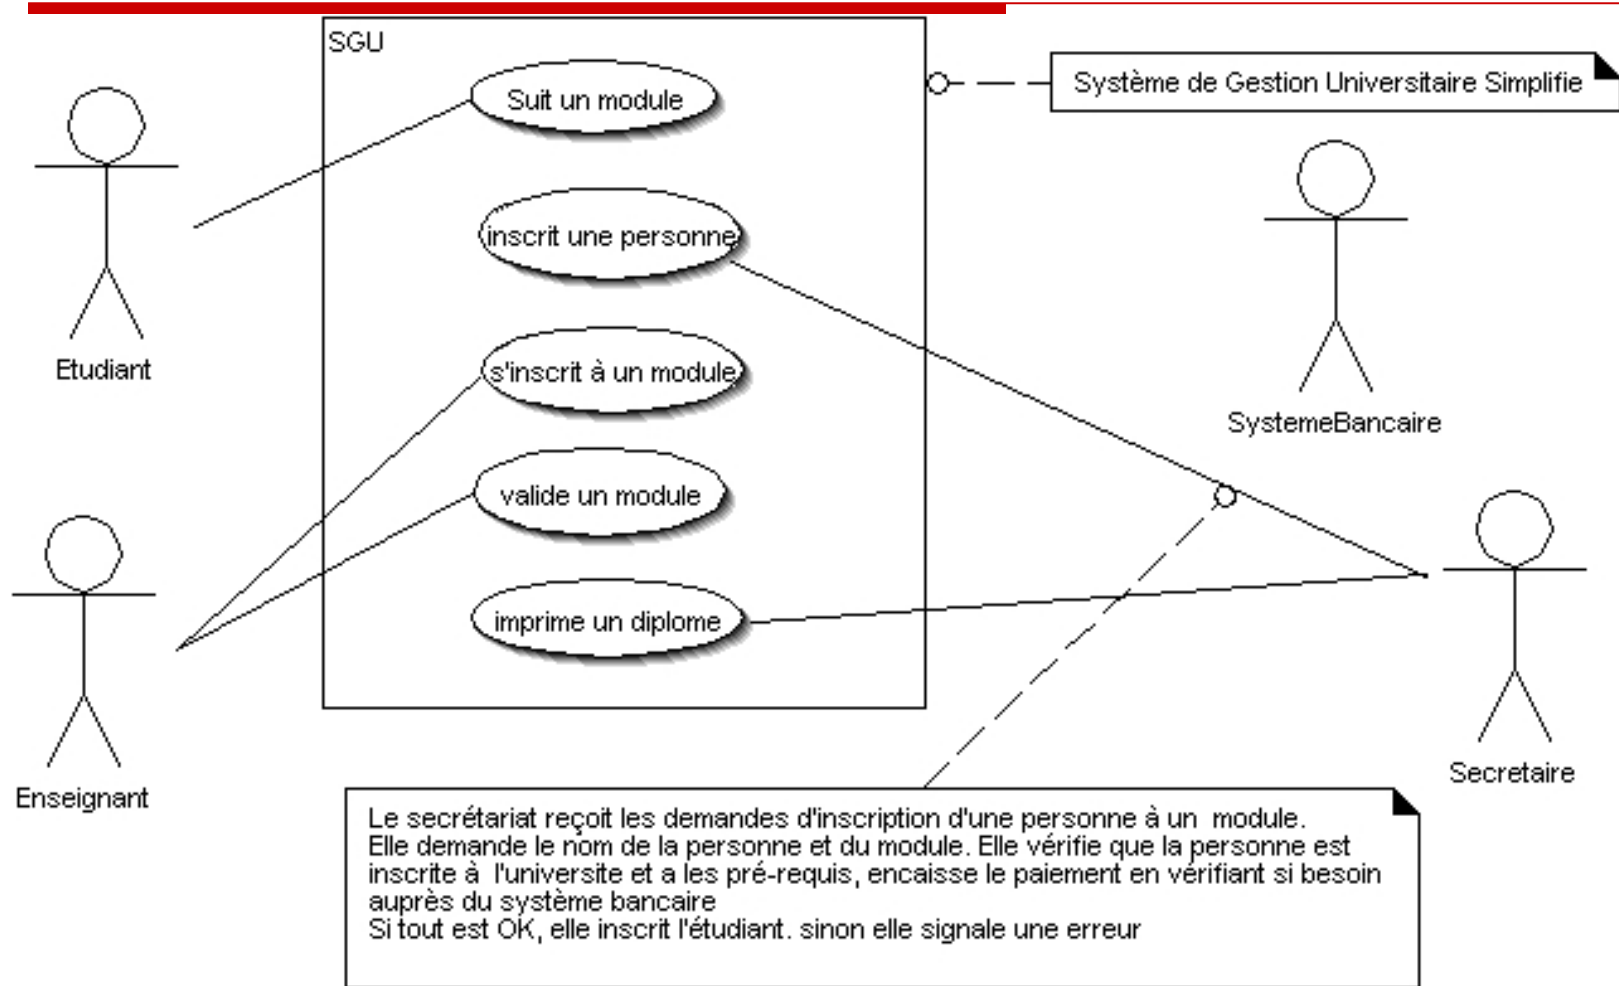 SGU
Suit un module
Système de Gestion Universitaire Simplifie
inscrit une personne
Etudiant
s'inscrit à un module
SystemeBancaire
valide un module
imprime un diplome
Enseignant
Secretaire
Le secrétariat reçoit les demandes d'inscription d'une personne à un module.
Elle demande le nom de la personne et du module. Elle vérifie que la personne est
inscrite à l'universite et a les pré-requis, encaisse le paiement en vérifiant si besoin
auprès du système bancaire
Si tout est OK, elle inscrit l'étudiant. sinon elle signale une erreur